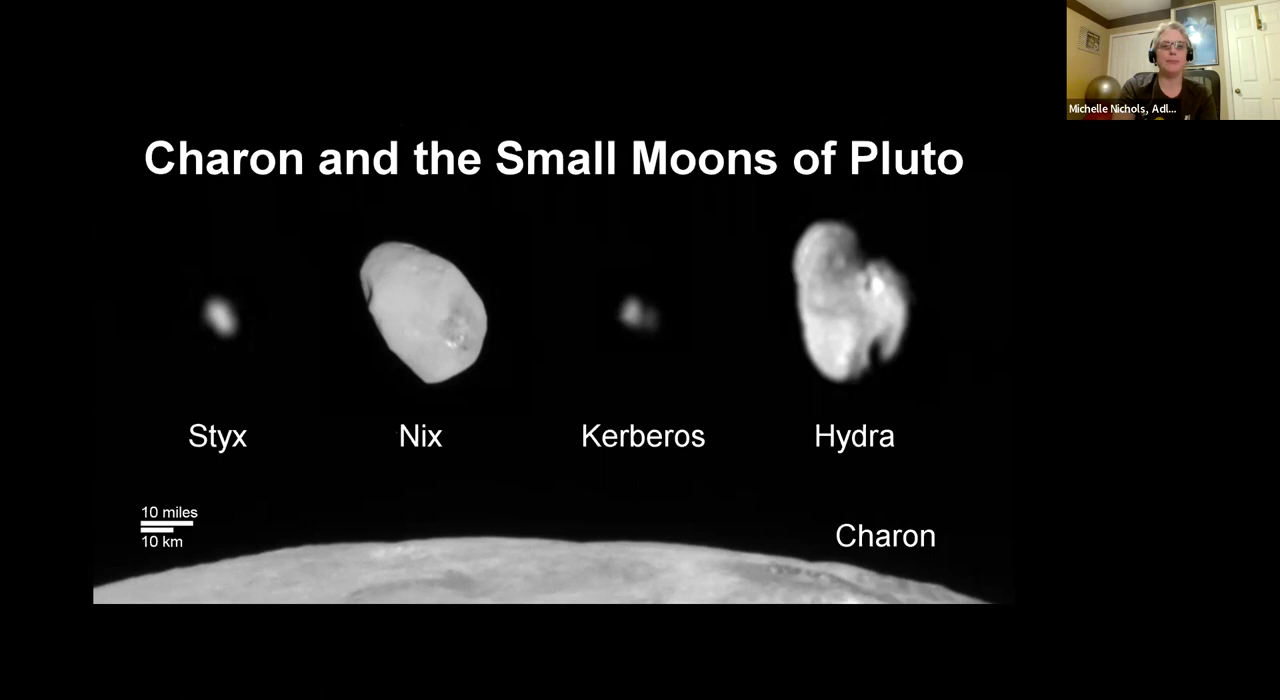 Michelle Nichols, Adl...
Charon and the Small Moons of Pluto
Styx
Nix
Kerberos
Hydra
10 miles
10 km
Charon